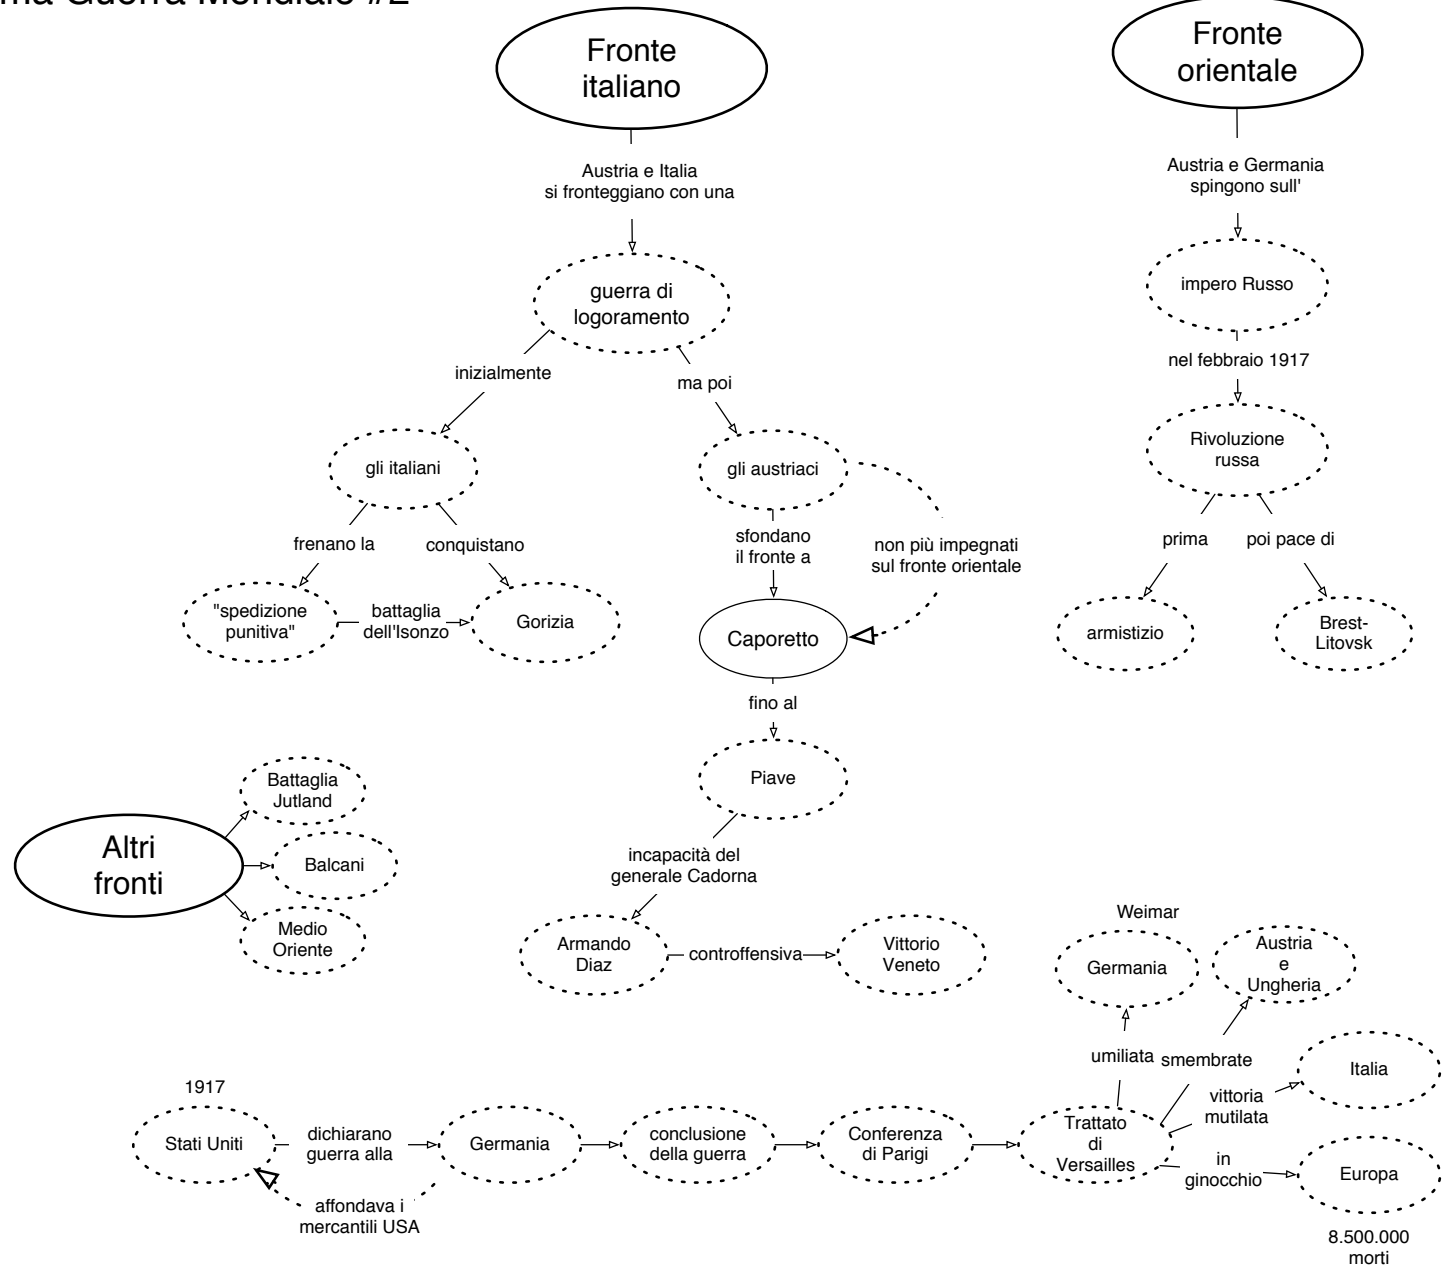 ma Guerra Mondiale #2
Fronte
italiano
Austria e Italia
si fronteggiano con una
guerra di
logoramento
inizialmente
ma poi
gli italiani
gli austriaci
frenano la
conquistano
"spedizione
punitiva"
battaglia
dell'Isonzo
Gorizia
sfondano
il fronte a
non più impegnati
sul fronte orientale
Caporetto
fino al
Piave
incapacità del
generale Cadorna
Armando
Diaz
controffensiva
Vittorio
Veneto
Fronte
orientale
Austria e Germania
spingono sull'
impero Russo
nel febbraio 1917
Rivoluzione
russa
prima
poi pace di
armistizio
Brest-
Litovsk
Altri
fronti
Battaglia
Jutland
Balcani
Medio
Oriente
1917
Stati Uniti
dichiarano
guerra alla
Germania
affondava i
mercantili USA
conclusione
della guerra
Conferenza
di Parigi
Trattato
di
Versailles
umiliata
Weimar
Germania
smembrate
Austria
e
Ungheria
vittoria
mutilata
Italia
in
ginocchio
Europa
8.500.000
morti